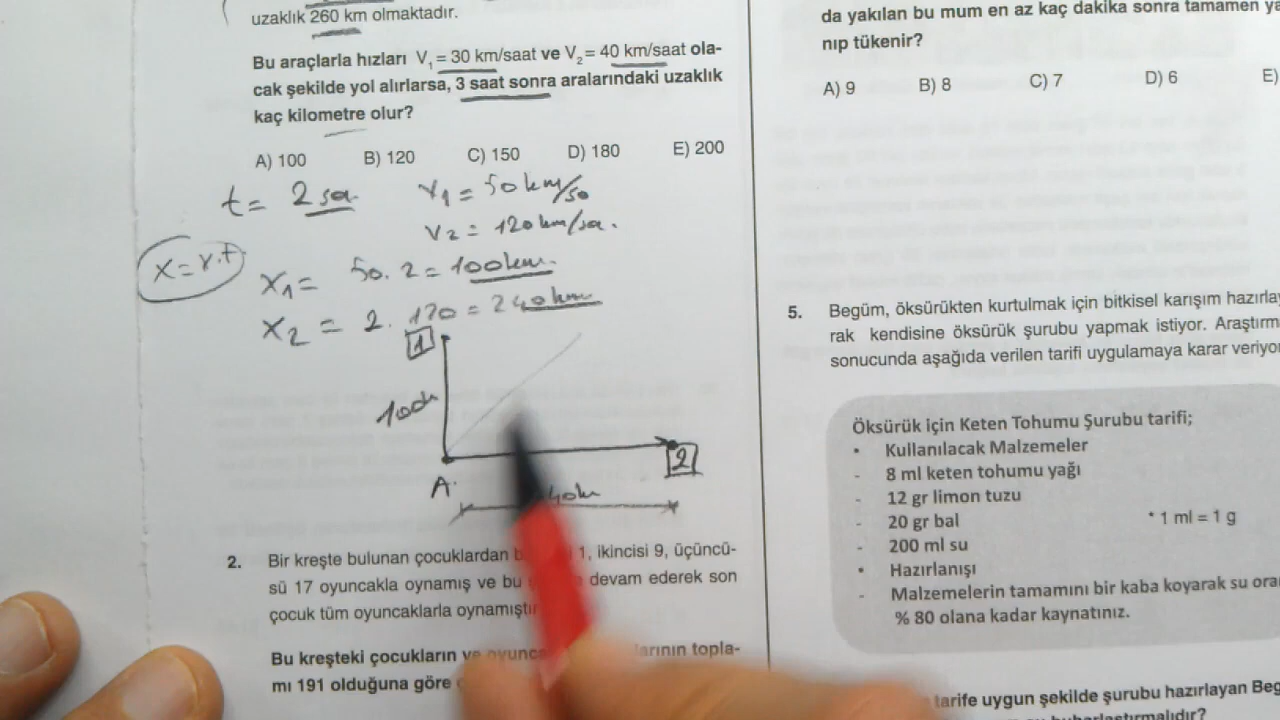 uzaklık 260 km olmaktadır.
Bu araçlarla hızları V₁ = 30 km/saat ve V₂ = 40 km/saat ola-
cak şekilde yol alırlarsa, 3 saat sonra aralarındaki uzaklık
kaç kilometre olur?
A) 100 B) 120 C) 150 D) 180 E) 200
t = 2 sa V1 = 50 km/sa
V2 = 120 km/sa.
x = v.t
x1 = 50. 2 = 100 km.
x2 = 2. 120 = 240 km
1
100k
2
A.
40k
2. Bir kreşte bulunan çocuklardan 1, ikincisi 9, üçüncü-
sü 17 oyuncakla oynamış ve bu devam ederek son
çocuk tüm oyuncaklarla
Bu kreşteki çocukların topla-
mı 191 olduğuna göre
da yakılan bu mum en az kaç dakika sonra tamamen ya
nıp tükenir?
A) 9 B) 8 C) 7 D) 6 E)
5. Begüm, öksürükten kurtulmak için bitkisel karışım hazırla
rak kendisine öksürük şurubu yapmak istiyor. Araştırm
sonucunda aşağıda verilen tarifi uygulamaya karar veriyo
Öksürük için Keten Tohumu Şurubu tarifi;
• Kullanılacak Malzemeler
- 8 ml keten tohumu yağı
- 12 gr limon tuzu
- 20 gr bal * 1 ml = 1 g
- 200 ml su
• Hazırlanışı
- Malzemelerin tamamını bir kaba koyarak su ora
% 80 olana kadar kaynatınız.
tarife uygun şekilde şurubu hazırlayan Beg